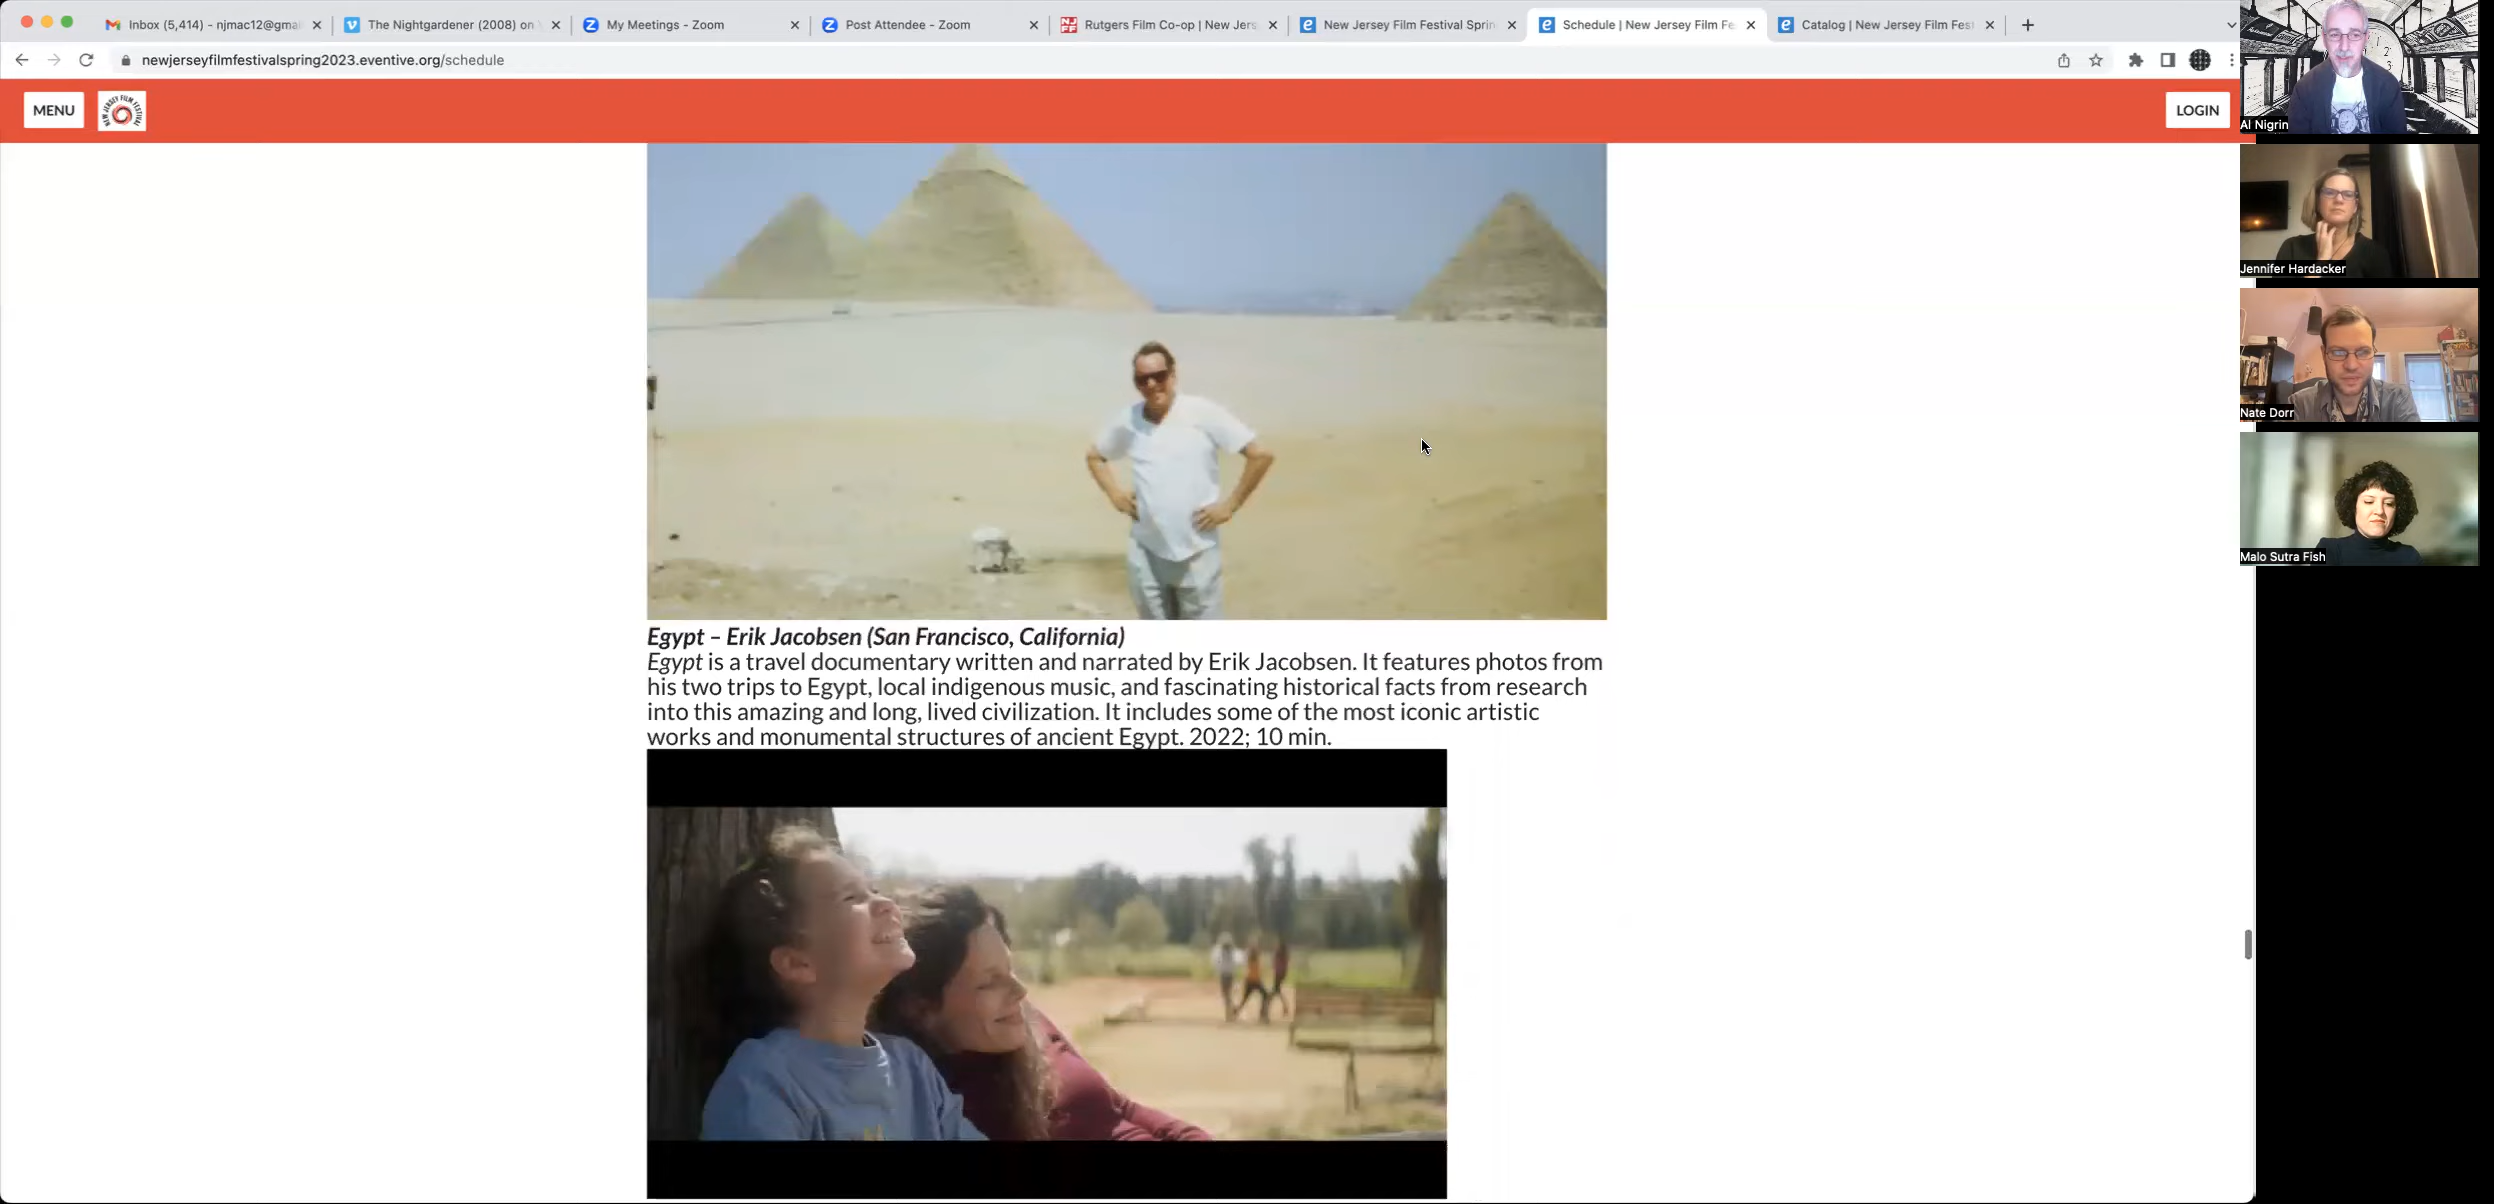 Inbox (5,414) - njmac12@gma
The Nightgardener (2008) on
My Meetings - Zoom
Post Attendee - Zoom
Rutgers Film Co-op | New Jers
New Jersey Film Festival Sprin
Schedule | New Jersey Film Fe
Catalog | New Jersey Film Fest
newjerseyfilmfestivalspring2023.eventive.org/schedule
MENU
NEW JERSEY FILM FESTIVAL
LOGIN
Al Nigrin
Jennifer Hardacker
Nate Dorr
Malo Sutra Fish
Egypt – Erik Jacobsen (San Francisco, California)
Egypt is a travel documentary written and narrated by Erik Jacobsen. It features photos from
his two trips to Egypt, local indigenous music, and fascinating historical facts from research
into this amazing and long, lived civilization. It includes some of the most iconic artistic
works and monumental structures of ancient Egypt. 2022; 10 min.